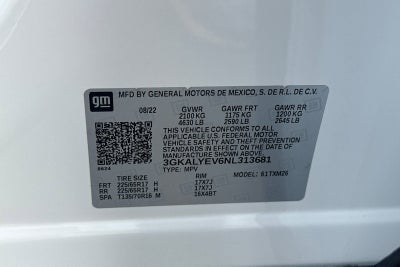 gm
MFD BY GENERAL MOTORS DE MEXICO, S. DE R.L. DE C.V.
08/22 GVWR GAWR FRT GAWR RR
2100 KG 1175 KG 1200 KG
4630 LB 2590 LB 2645 LB
THIS VEHICLE CONFORMS TO ALL
APPLICABLE U.S. FEDERAL MOTOR
VEHICLE SAFETY, BUMPER, AND
THEFT PREVENTION STANDARDS IN
EFFECT ON THE DATE OF
MANUFACTURE SHOWN ABOVE.
3GKALYEV6NL313681
TYPE: MPV MODEL: 61TXM26
TIRE SIZE RIM
FRT 225/65R17 H 17X7J
RR 225/65R17 H 17X7J
SPA T135/70R16 M 16X4BT